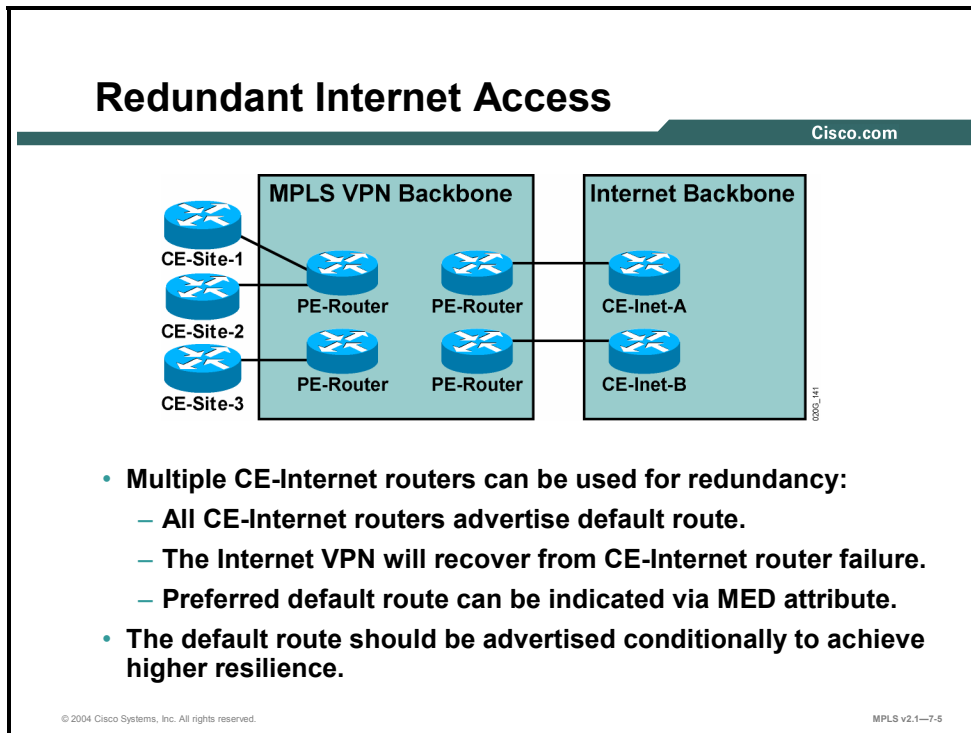 Redundant Internet Access
Cisco.com
MPLS VPN Backbone
Internet Backbone
CE-Site-1
CE-Site-2
CE-Site-3
PE-Router
PE-Router
CE-Inet-A
PE-Router
PE-Router
CE-Inet-B
020G_141
• Multiple CE-Internet routers can be used for redundancy:
– All CE-Internet routers advertise default route.
– The Internet VPN will recover from CE-Internet router failure.
– Preferred default route can be indicated via MED attribute.
• The default route should be advertised conditionally to achieve
higher resilience.
© 2004 Cisco Systems, Inc. All rights reserved.
MPLS v2.1—7-5